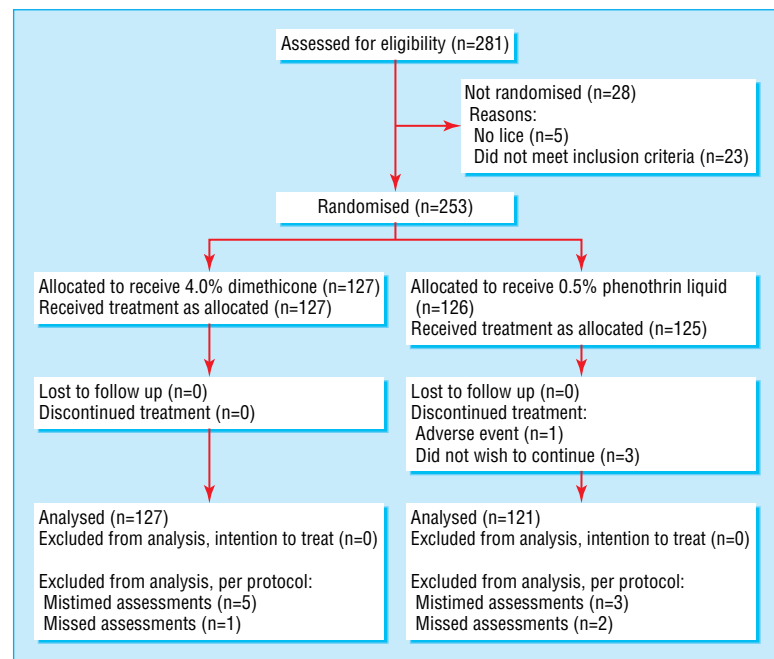 Assessed for eligibility (n=281)
Not randomised (n=28)
Reasons:
No lice (n=5)
Did not meet inclusion criteria (n=23)
Randomised (n=253)
Allocated to receive 4.0% dimethicone (n=127)
Received treatment as allocated (n=127)
Allocated to receive 0.5% phenothrin liquid
(n=126)
Received treatment as allocated (n=125)
Lost to follow up (n=0)
Discontinued treatment (n=0)
Lost to follow up (n=0)
Discontinued treatment:
Adverse event (n=1)
Did not wish to continue (n=3)
Analysed (n=127)
Excluded from analysis, intention to treat (n=0)
Excluded from analysis, per protocol:
Mistimed assessments (n=5)
Missed assessments (n=1)
Analysed (n=121)
Excluded from analysis, intention to treat (n=0)
Excluded from analysis, per protocol:
Mistimed assessments (n=3)
Missed assessments (n=2)